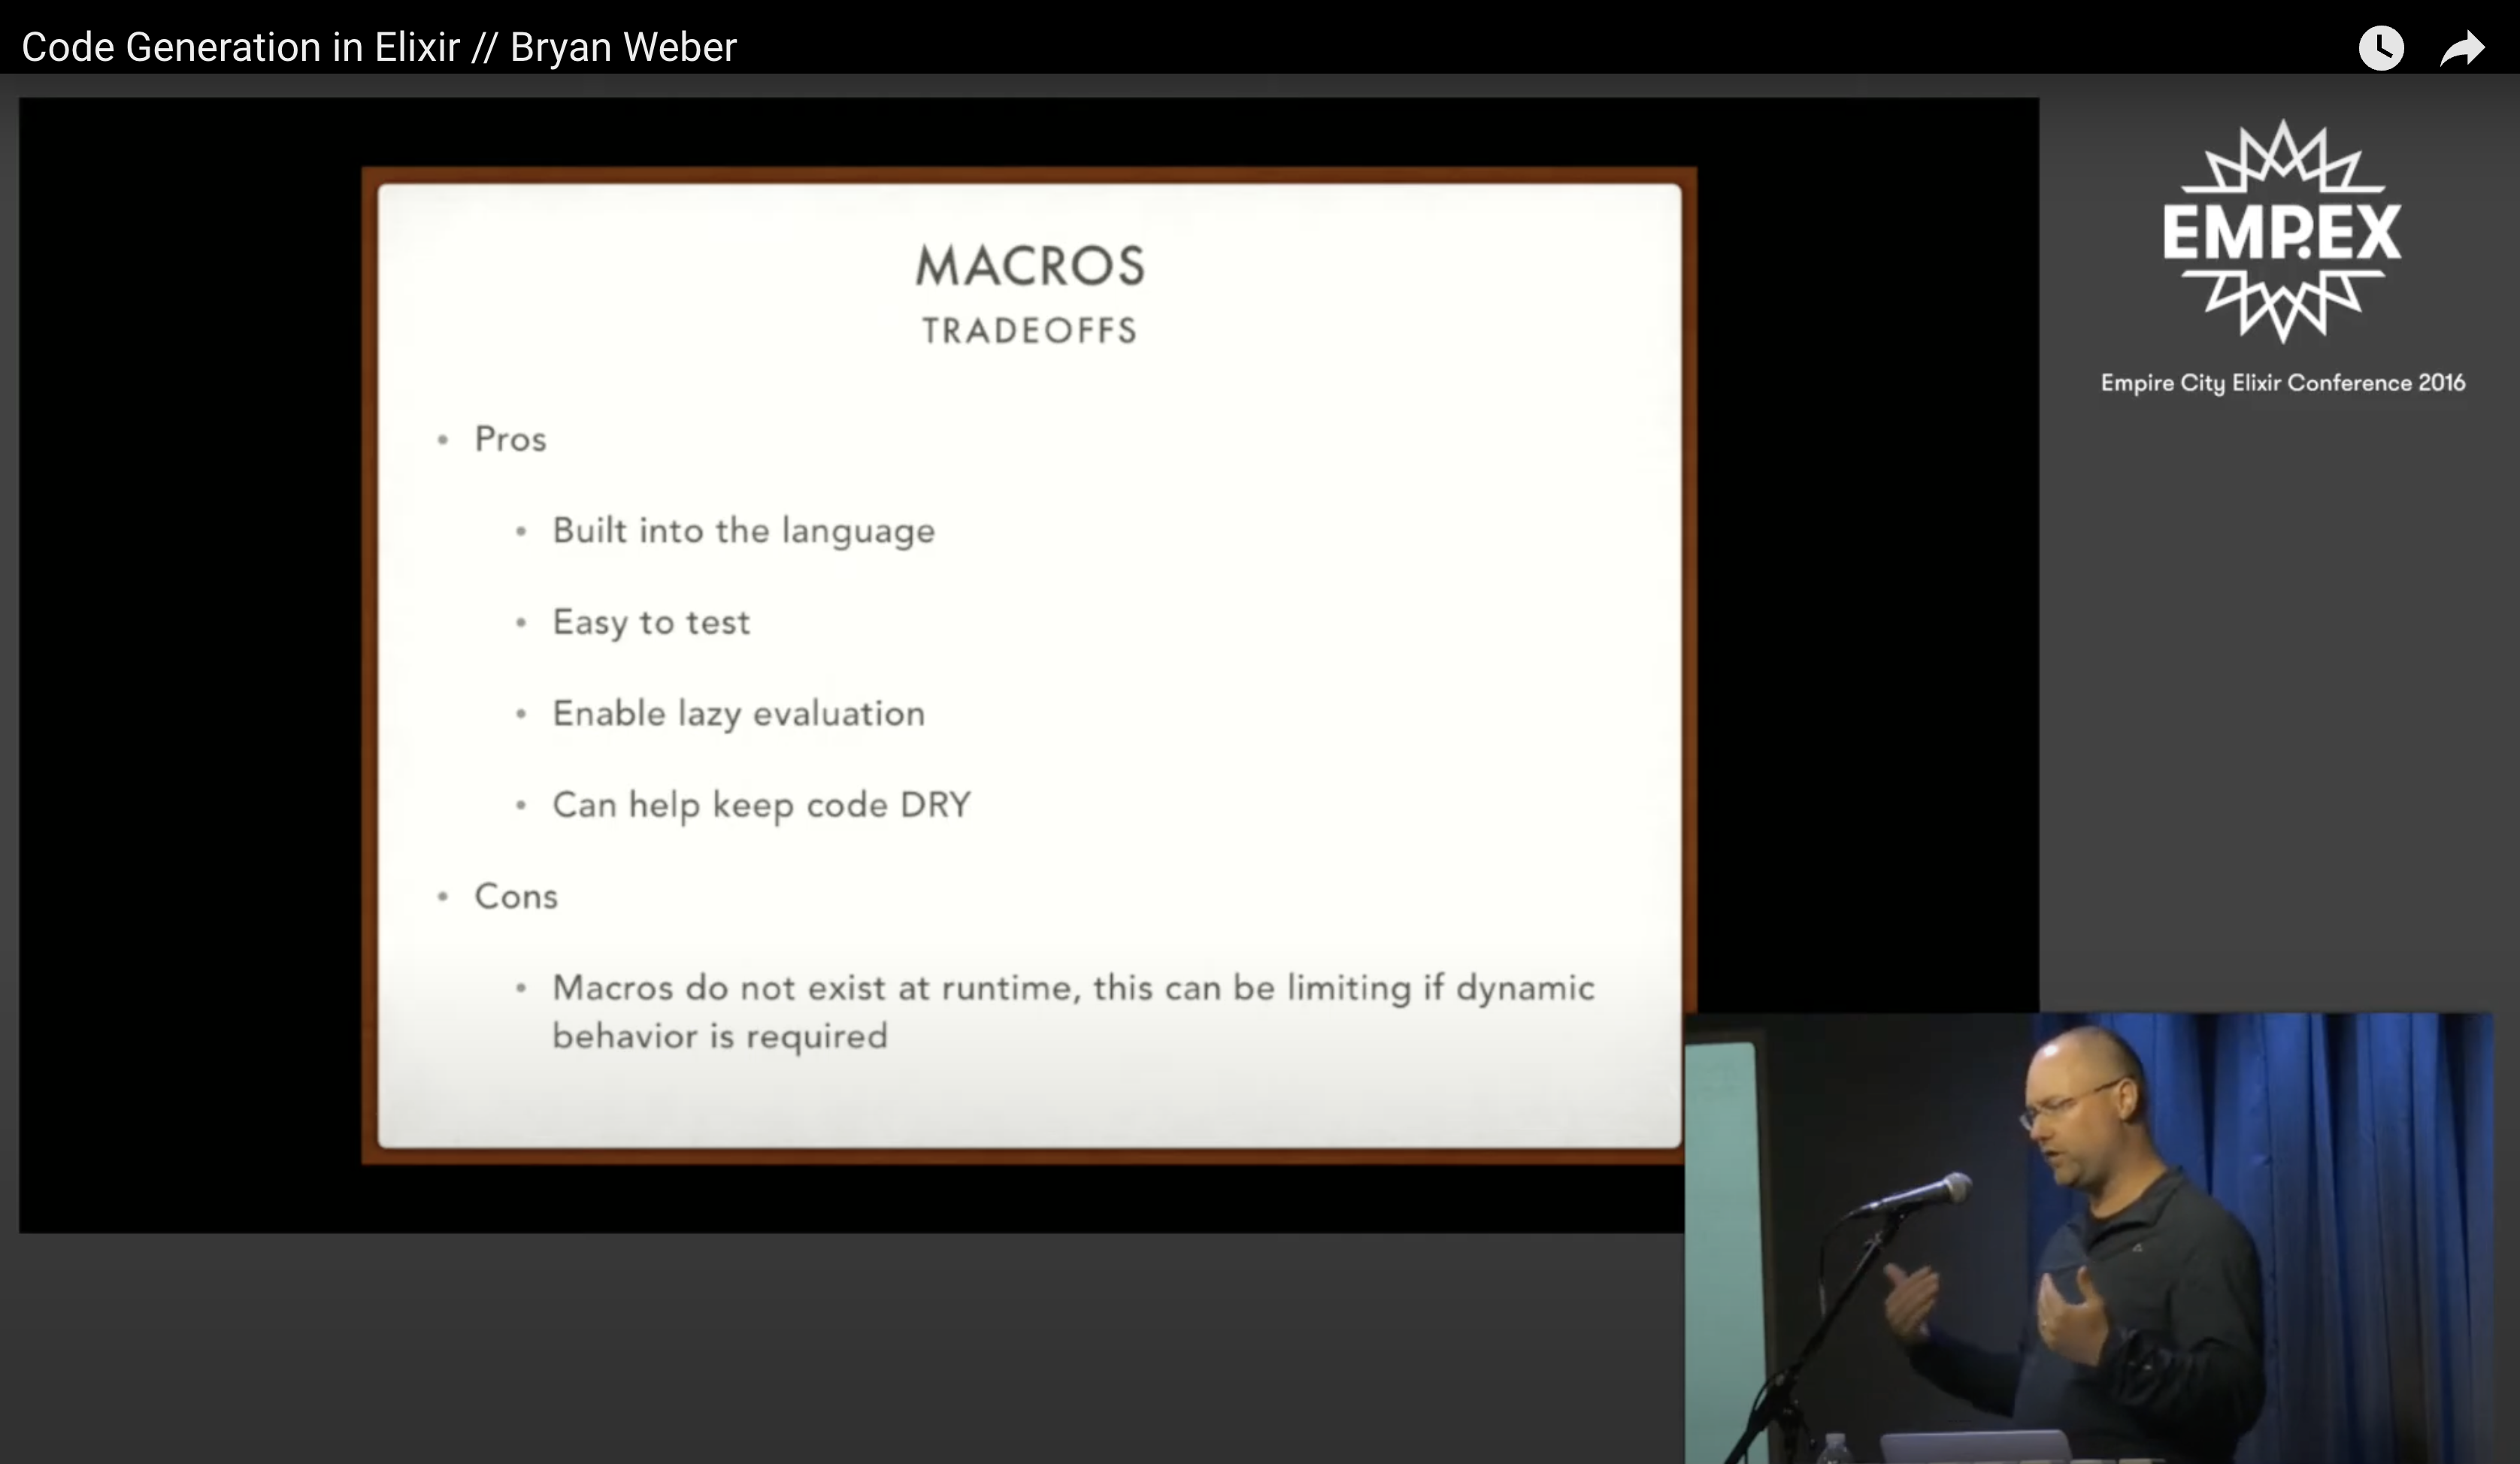 Code Generation in Elixir // Bryan Weber
EMPEX
Empire City Elixir Conference 2016
MACROS
TRADEOFFS
• Pros
• Built into the language
• Easy to test
• Enable lazy evaluation
• Can help keep code DRY
• Cons
• Macros do not exist at runtime, this can be limiting if dynamic
behavior is required